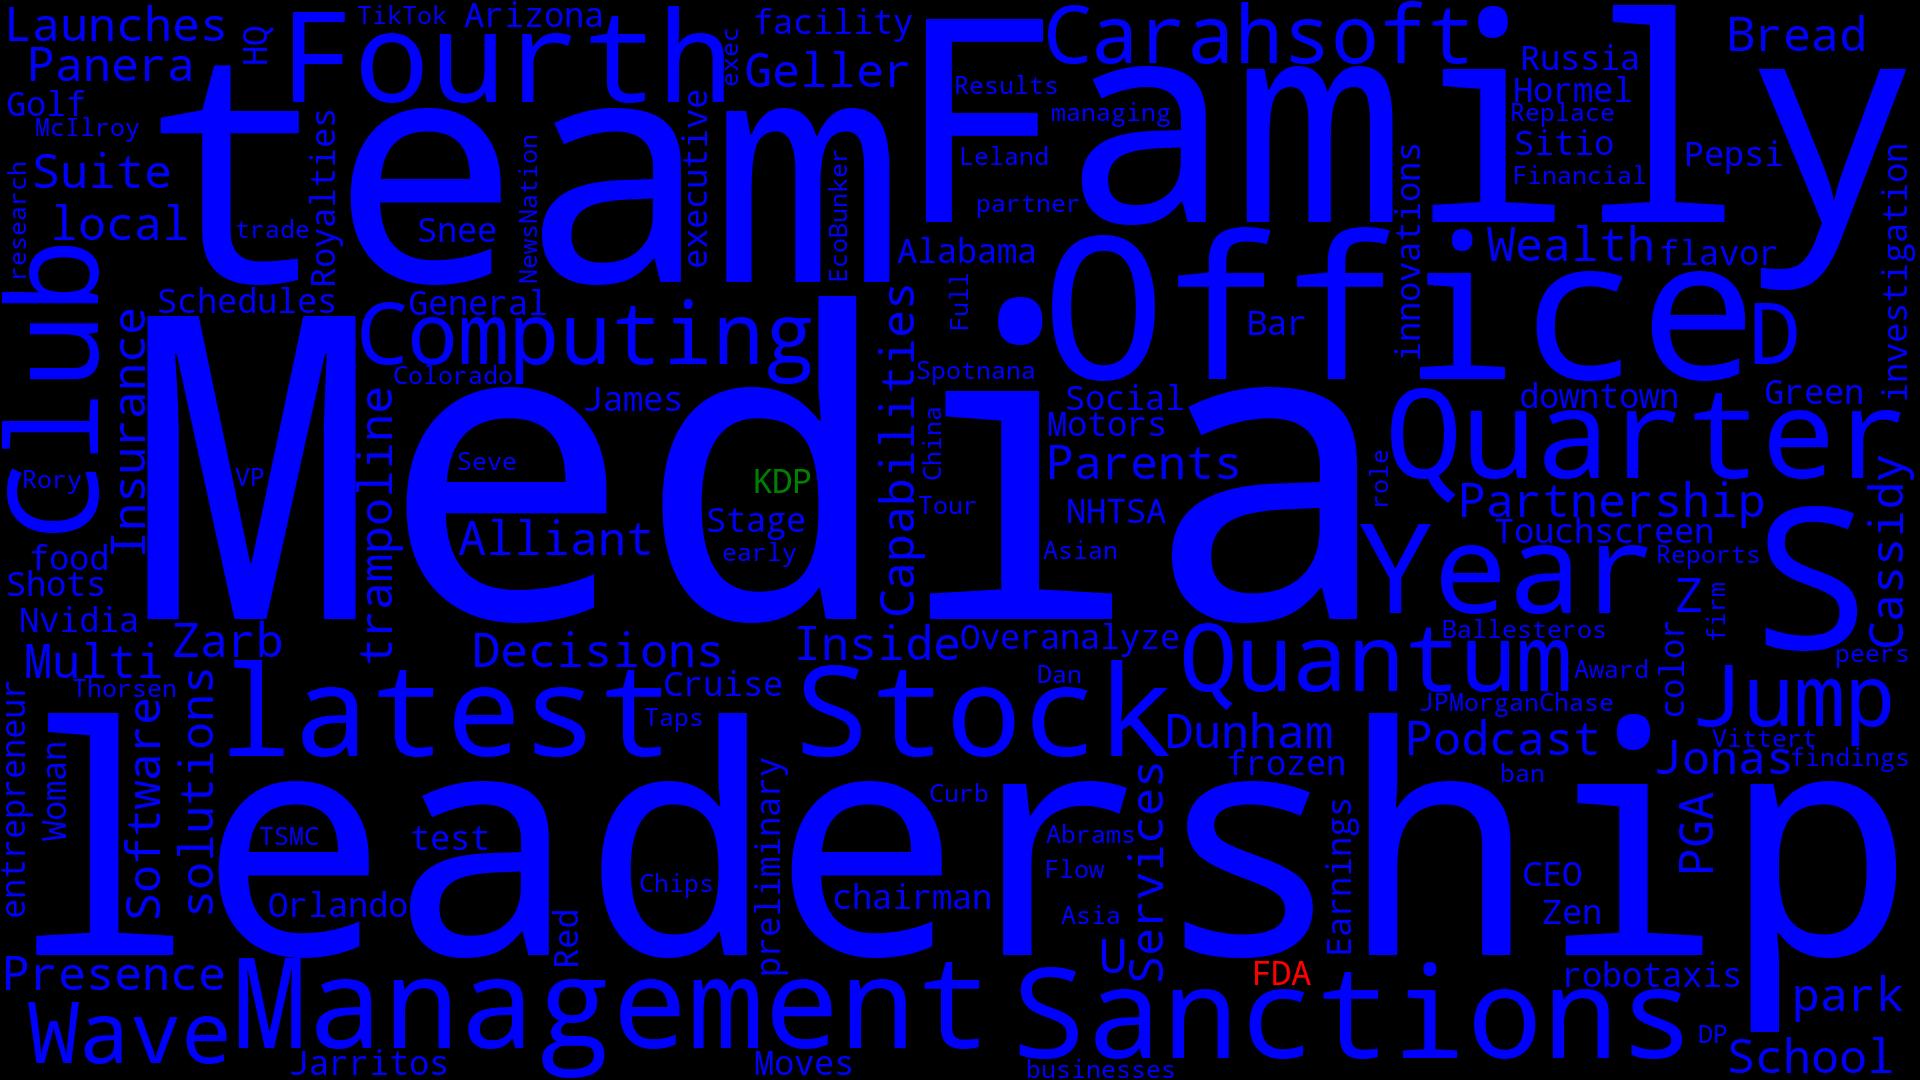 Launches
HQ
TikTok
Arizona
exec
facility
Carahsoft
Bread
Panera
Fourth
Geller
Family
Russia
Golf
McIlroy
team
Results
managing
Hormel
Replace
Suite
Royalties
NewsNation
executive
EcoBunker
Leland
Sitio
Pepsi
research
local
trade
Snee
partner
innovations
Financial
investigation
Club
Alabama
Office
Wealth
flavor
Schedules
General
Full
Bar
D
Insurance
Computing
Capabilities
Colorado
James
Spotnana
Social
downtown
Green
Media
trampoline
China
Motors
Quarter
Rory
VP
Seve
KDP
Parents
role
Partnership
Cassidy
Alliant
Stage
early
Tour
NHTSA
Year
Touchscreen
S
food
Asian
Reports
Shots
Z
firm
Nvidia
Zarb
Decisions
Inside
Overanalyze
Quantum
Ballesteros
peers
Multi
Thorsen
latest
Cruise
Stock
Dan
Award
color
Jump
entrepreneur
Software
solutions
Taps
Dunham
JPMorganChase
Podcast
Vittert
Woman
leadership
preliminary
frozen
ban
Jonas
findings
Curb
Services
Earnings
PGA
TSMC
test
Abrams
Orlando
Chips
chairman
Flow
CEO
Red
Asia
Zen
U
Presence
Management
Sanctions
FDA
robotaxis
park
Wave
Jarritos
Moves
businesses
DP
School